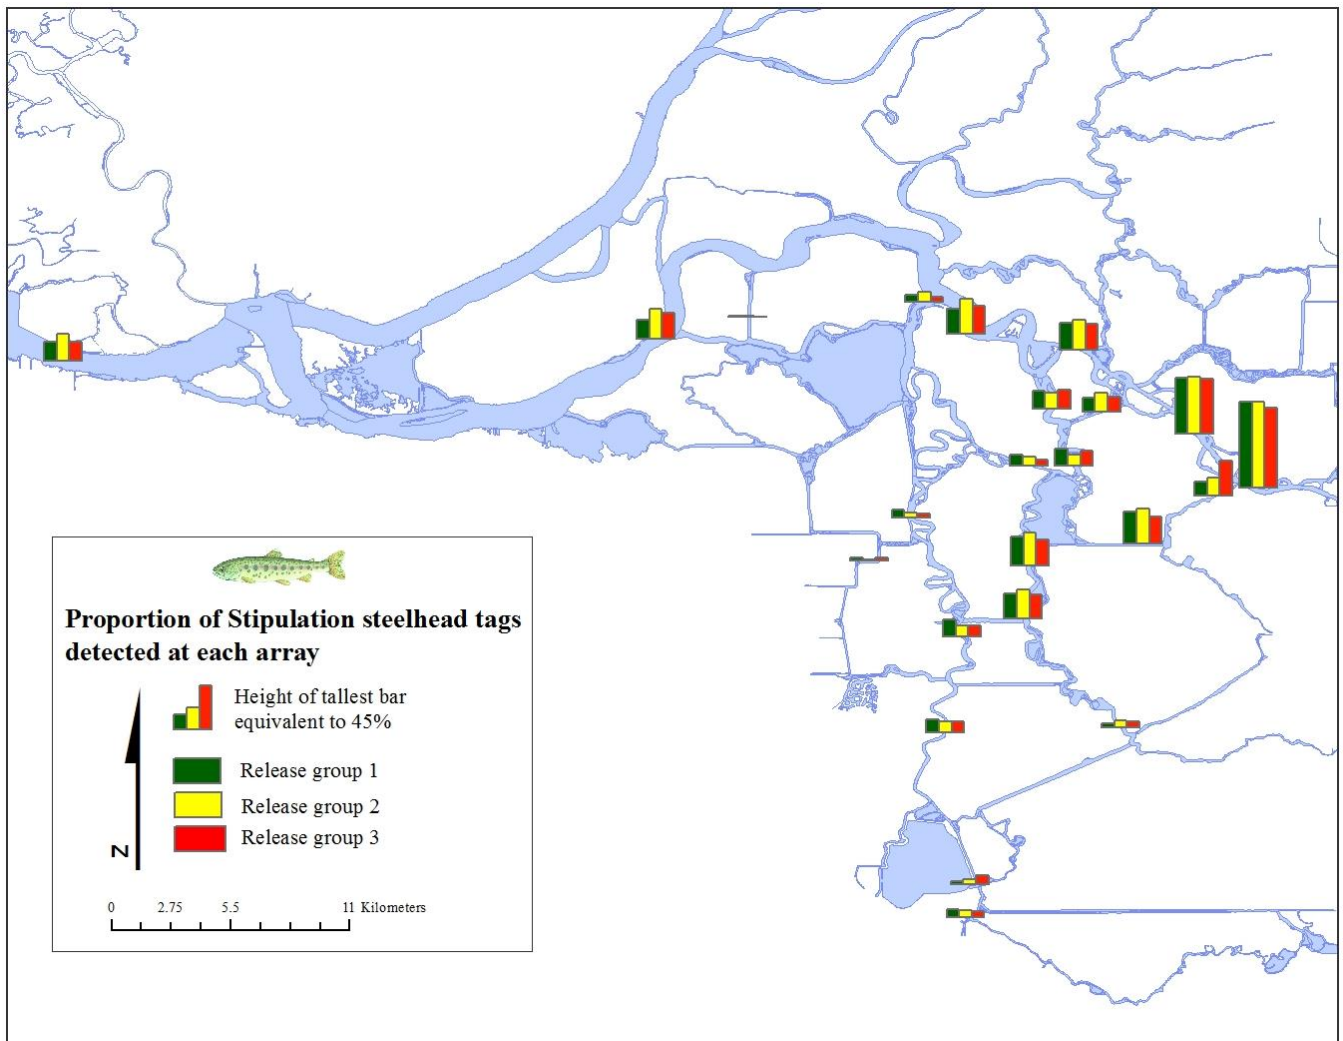 Proportion of Stipulation steelhead tags
detected at each array
Height of tallest bar
equivalent to 45%
Release group 1
Release group 2
Release group 3
N
0 2.75 5.5 11 Kilometers